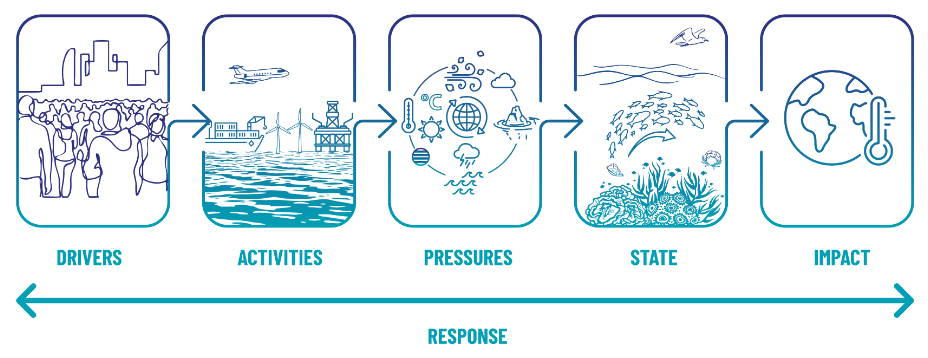 °C
DRIVERS
ACTIVITIES
PRESSURES
STATE
IMPACT
RESPONSE